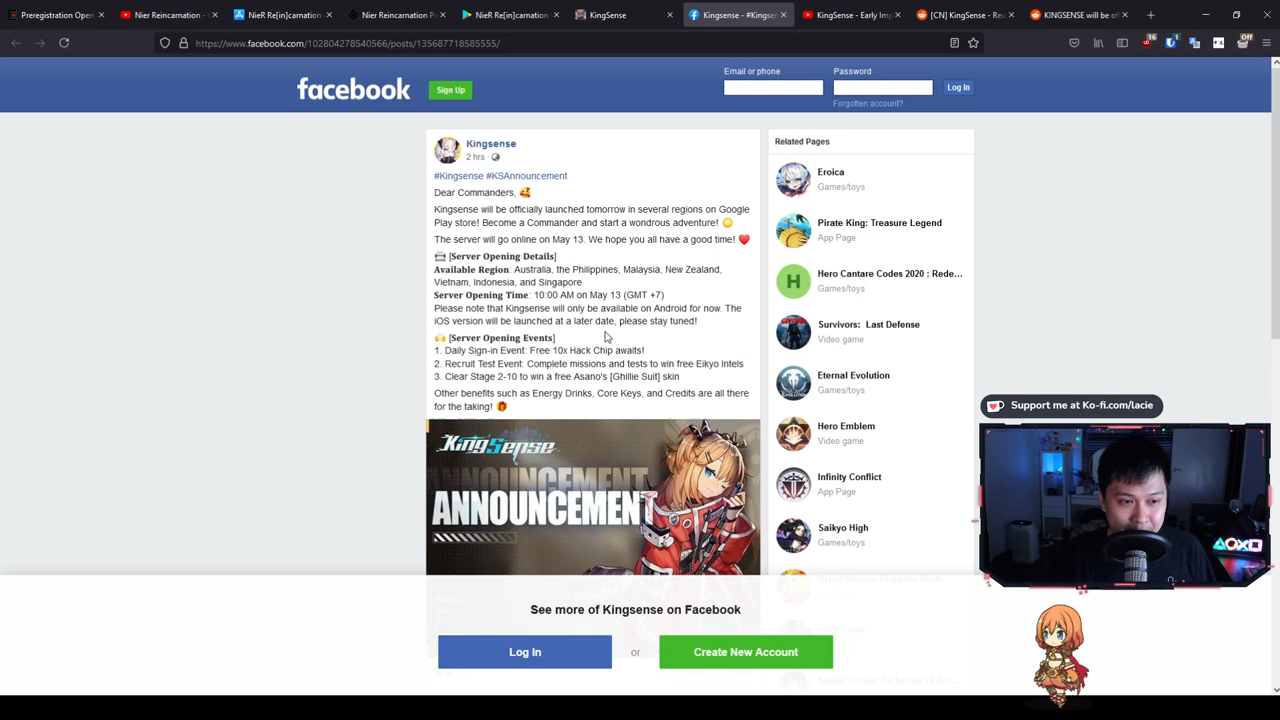 Preregistration Open
Nier Reincarnation - 
NieR Re[in]carnation
Nier Reincarnation P
NieR Re[in]carnation
KingSense
Kingsense - #Kingsen
KingSense - Early Im
[CN] KingSense - Rev
KINGSENSE will be of
16
1
Off
https://www.facebook.com/102804278540566/posts/135687718585555/
facebook
Sign Up
Email or phone
Password
Log In
Forgotten account?
Kingsense
2 hrs ·
#Kingsense #KSAnnouncement
Dear Commanders, 🥰
Kingsense will be officially launched tomorrow in several regions on Google
Play store! Become a Commander and start a wondrous adventure! 😳
The server will go online on May 13. We hope you all have a good time! ❤️
[Server Opening Details]
Available Region: Australia, the Philippines, Malaysia, New Zealand,
Vietnam, Indonesia, and Singapore
Server Opening Time: 10:00 AM on May 13 (GMT +7)
Please note that Kingsense will only be available on Android for now. The
iOS version will be launched at a later date, please stay tuned!
🙌 [Server Opening Events]
1. Daily Sign-in Event: Free 10x Hack Chip awaits!
2. Recruit Test Event: Complete missions and tests to win free Eikyo Intels
3. Clear Stage 2-10 to win a free Asano's [Ghillie Suit] skin
Other benefits such as Energy Drinks, Core Keys, and Credits are all there
for the taking! 🎁
KingSense
ANNOUNCEMENT
ANNOUNCEMENT
Related Pages
Eroica
Games/toys
Pirate King: Treasure Legend
App Page
H
Hero Cantare Codes 2020 : Rede...
Games/toys
Survivors: Last Defense
Video game
Eternal Evolution
Games/toys
Hero Emblem
Video game
Infinity Conflict
App Page
Saikyo High
Games/toys
Support me at Ko-fi.com/lacie
See more of Kingsense on Facebook
Log In
or
Create New Account